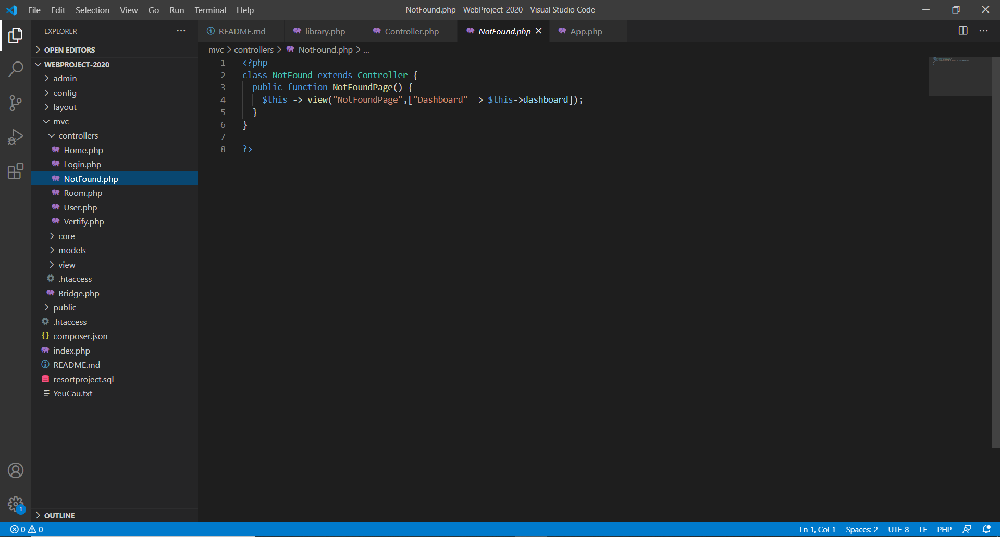 File Edit Selection View Go Run Terminal Help
NotFound.php - WebProject-2020 - Visual Studio Code
EXPLORER
OPEN EDITORS
WEBPROJECT-2020
admin
config
layout
mvc
controllers
Home.php
Login.php
NotFound.php
Room.php
User.php
Vertify.php
core
models
view
.htaccess
Bridge.php
public
.htaccess
composer.json
index.php
README.md
resortproject.sql
YeuCau.txt
OUTLINE
README.md library.php Controller.php NotFound.php App.php
mvc > controllers > NotFound.php > ...
1 <?php
2 class NotFound extends Controller {
3 public function NotFoundPage() {
4 $this -> view("NotFoundPage",["Dashboard" => $this->dashboard]);
5 }
6 }
7
8 ?>
1
0 0
Ln 1, Col 1 Spaces: 2 UTF-8 LF PHP